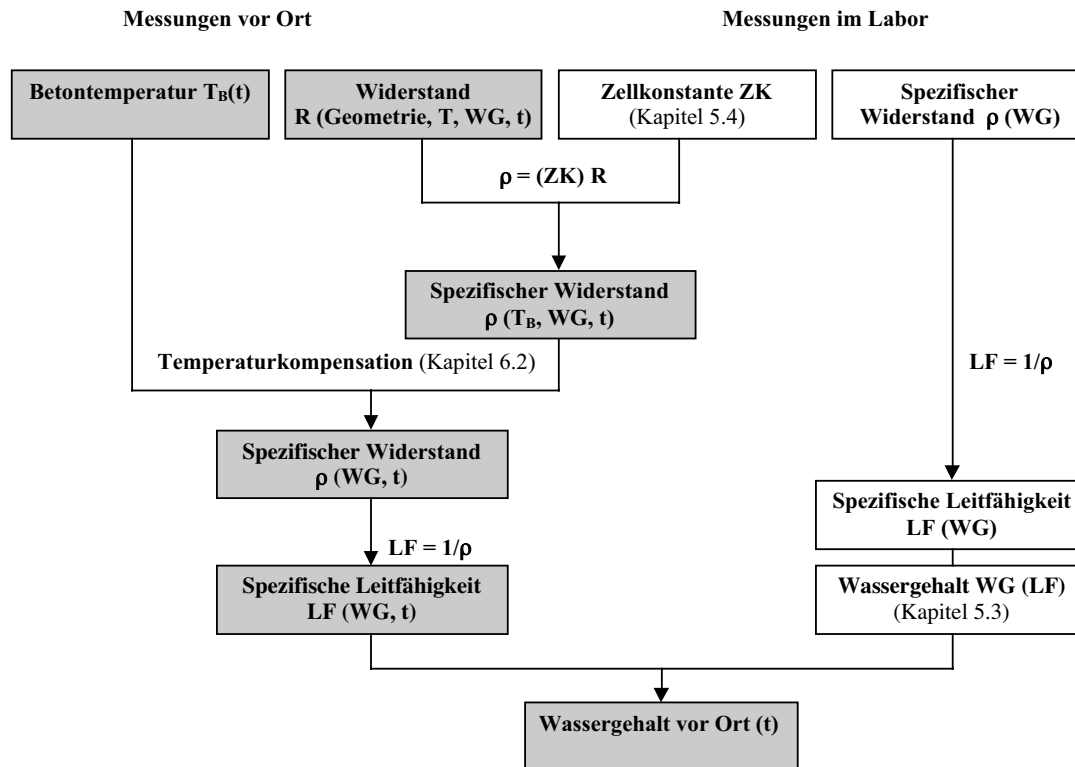 Messungen vor Ort
Messungen im Labor
Betontemperatur T_B(t)
Widerstand
R (Geometrie, T, WG, t)
Zellkonstante ZK
(Kapitel 5.4)
Spezifischer
Widerstand ρ (WG)
ρ = (ZK) R
Spezifischer Widerstand
ρ (T_B, WG, t)
Temperaturkompensation (Kapitel 6.2)
LF = 1/ρ
Spezifischer Widerstand
ρ (WG, t)
Spezifische Leitfähigkeit
LF (WG)
LF = 1/ρ
Spezifische Leitfähigkeit
LF (WG, t)
Wassergehalt WG (LF)
(Kapitel 5.3)
Wassergehalt vor Ort (t)